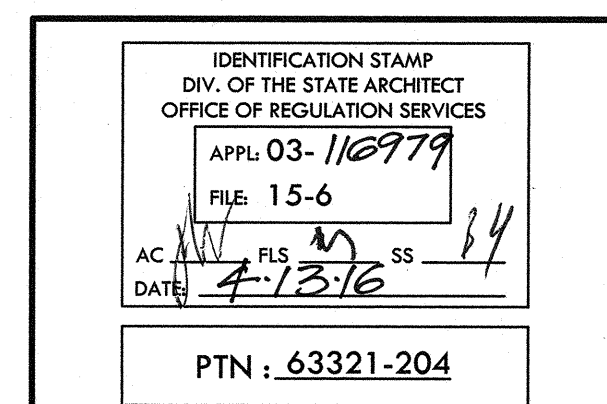 IDENTIFICATION STAMP
DIV. OF THE STATE ARCHITECT
OFFICE OF REGULATION SERVICES
APPL: 03-116979
FILE: 15-6
AC FLS SS
DATE: 4·13·16
PTN : 63321-204